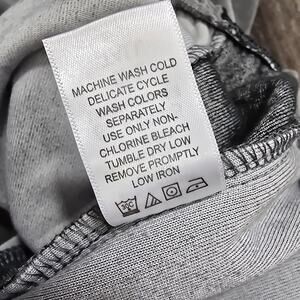 MACHINE WASH COLD
DELICATE CYCLE
WASH COLORS
SEPARATELY
USE ONLY NON-
CHLORINE BLEACH
TUMBLE DRY LOW
REMOVE PROMPTLY
LOW IRON